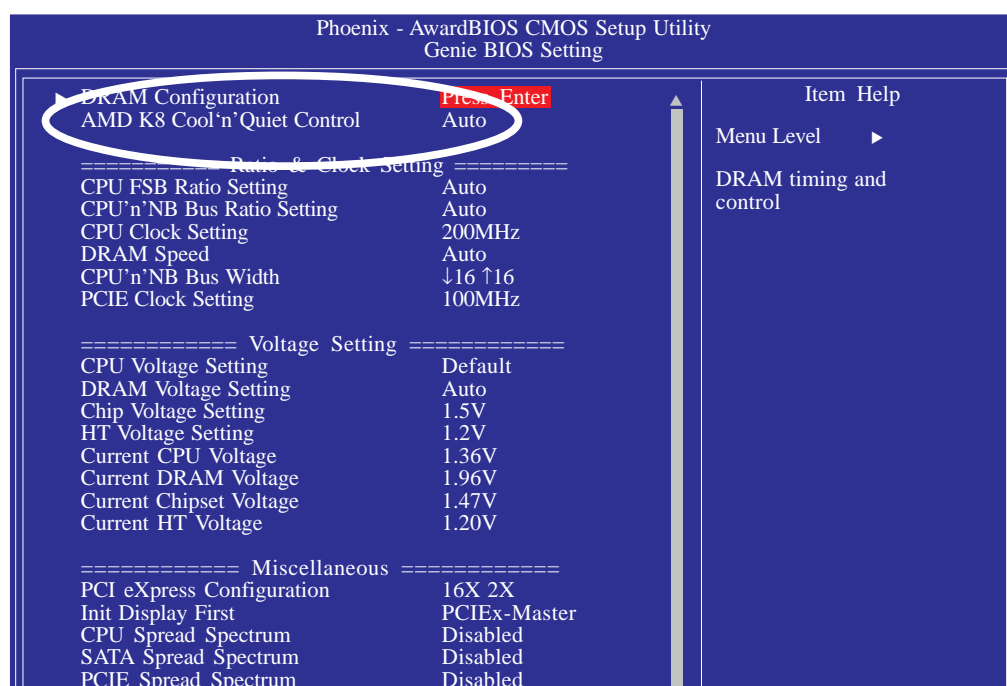 Phoenix - AwardBIOS CMOS Setup Utility
Genie BIOS Setting
DRAM Configuration Press Enter
AMD K8 Cool‘n’Quiet Control Auto
=========== Ratio & Clock Setting =========
CPU FSB Ratio Setting Auto
CPU’n’NB Bus Ratio Setting Auto
CPU Clock Setting 200MHz
DRAM Speed Auto
CPU’n’NB Bus Width ↓16 ↑16
PCIE Clock Setting 100MHz
============ Voltage Setting ============
CPU Voltage Setting Default
DRAM Voltage Setting Auto
Chip Voltage Setting 1.5V
HT Voltage Setting 1.2V
Current CPU Voltage 1.36V
Current DRAM Voltage 1.96V
Current Chipset Voltage 1.47V
Current HT Voltage 1.20V
============ Miscellaneous ============
PCI eXpress Configuration 16X 2X
Init Display First PCIEx-Master
CPU Spread Spectrum Disabled
SATA Spread Spectrum Disabled
PCIE Spread Spectrum Disabled
Item Help
Menu Level
DRAM timing and
control